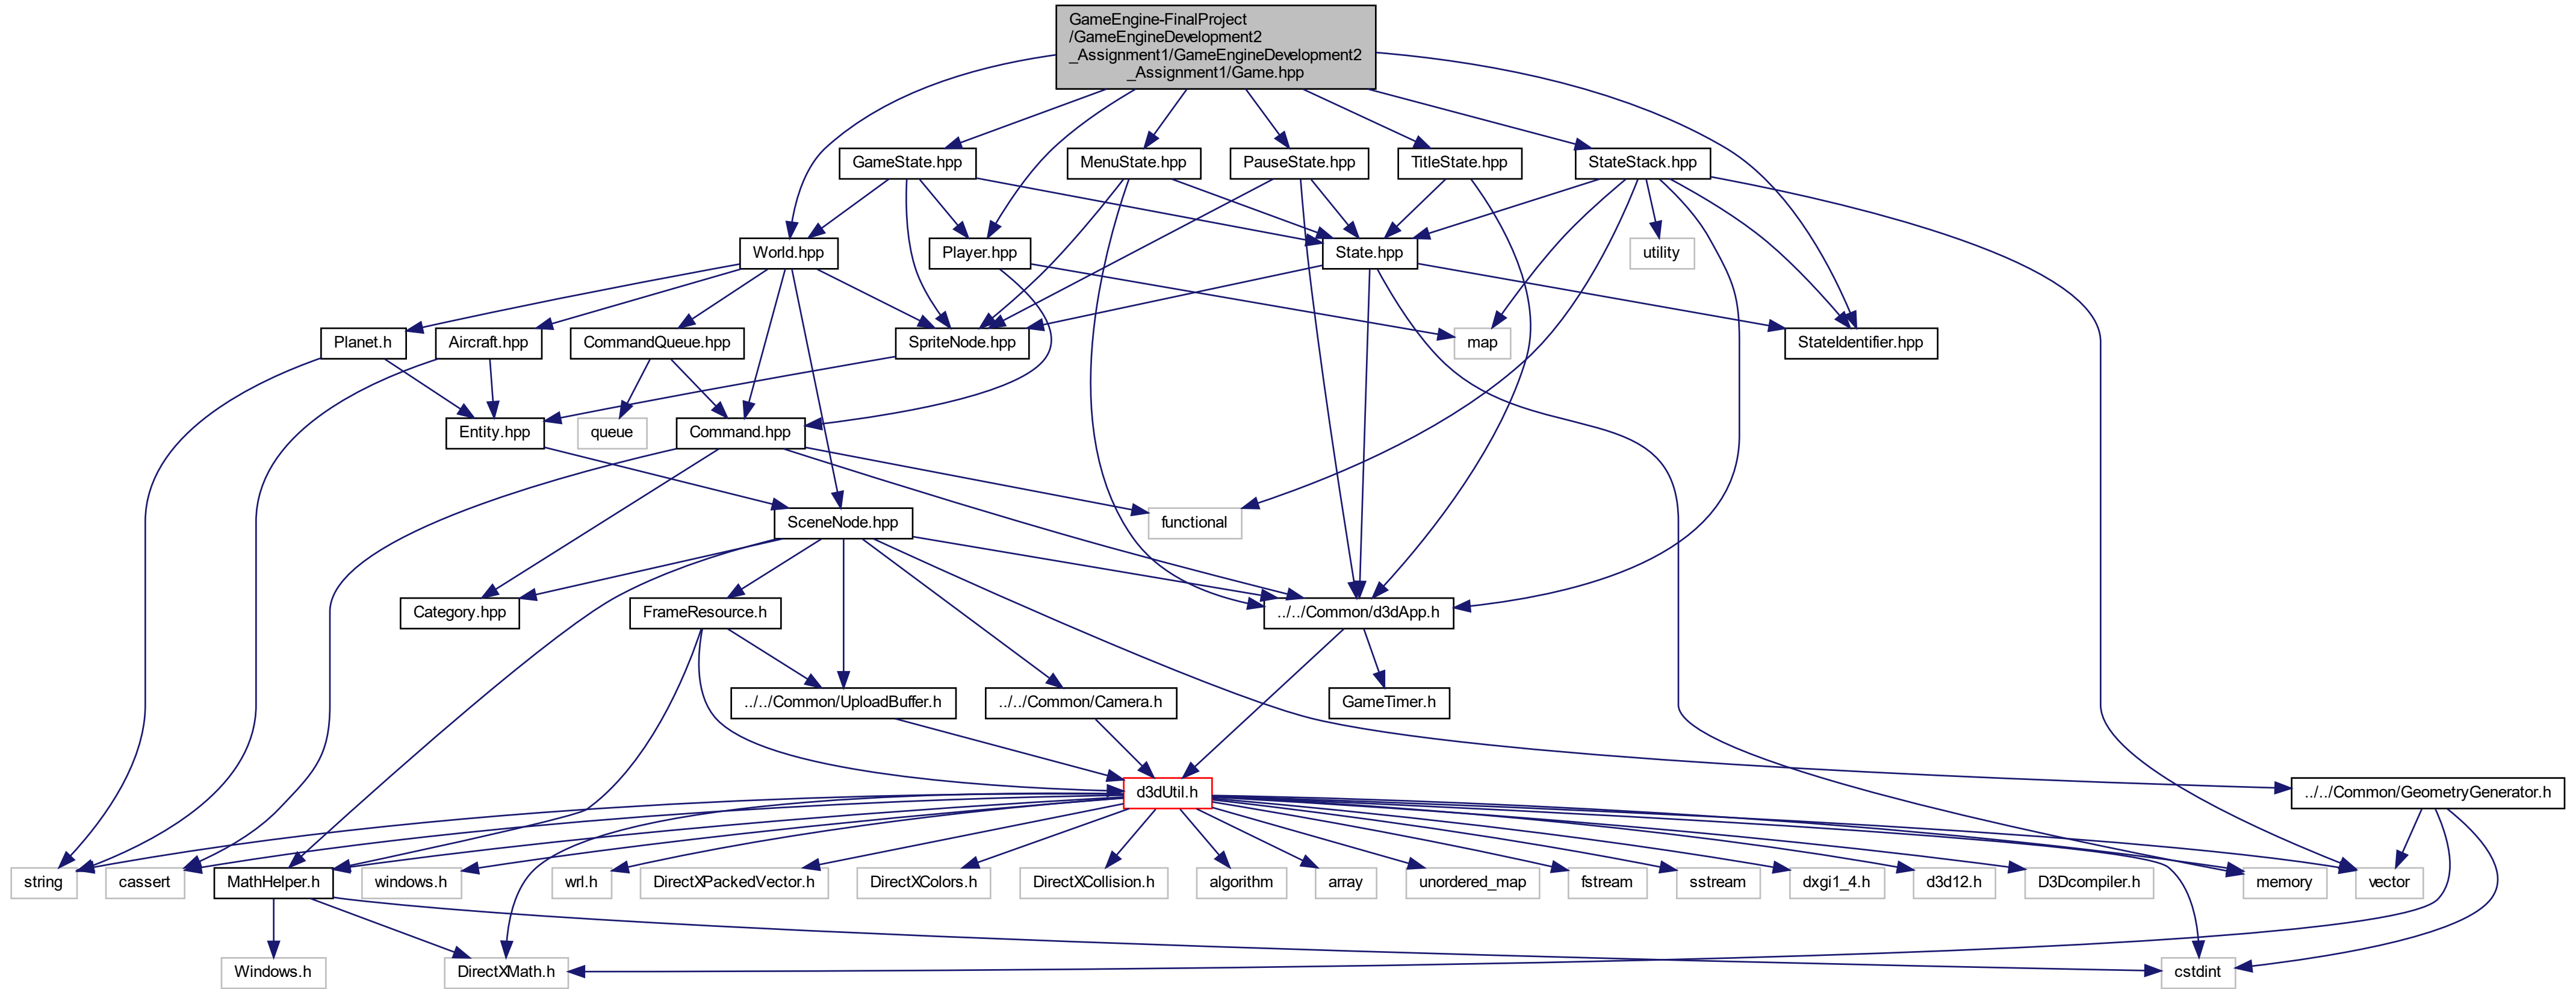 GameEngine-FinalProject
/GameEngineDevelopment2
_Assignment1/GameEngineDevelopment2
_Assignment1/Game.hpp
GameState.hpp
MenuState.hpp
PauseState.hpp
TitleState.hpp
StateStack.hpp
World.hpp
Player.hpp
State.hpp
utility
Planet.h
Aircraft.hpp
CommandQueue.hpp
SpriteNode.hpp
map
StateIdentifier.hpp
Entity.hpp
queue
Command.hpp
SceneNode.hpp
functional
Category.hpp
FrameResource.h
../../Common/d3dApp.h
../../Common/UploadBuffer.h
../../Common/Camera.h
GameTimer.h
d3dUtil.h
../../Common/GeometryGenerator.h
string
cassert
MathHelper.h
windows.h
wrl.h
DirectXPackedVector.h
DirectXColors.h
DirectXCollision.h
algorithm
array
unordered_map
fstream
sstream
dxgi1_4.h
d3d12.h
D3Dcompiler.h
memory
vector
Windows.h
DirectXMath.h
cstdint